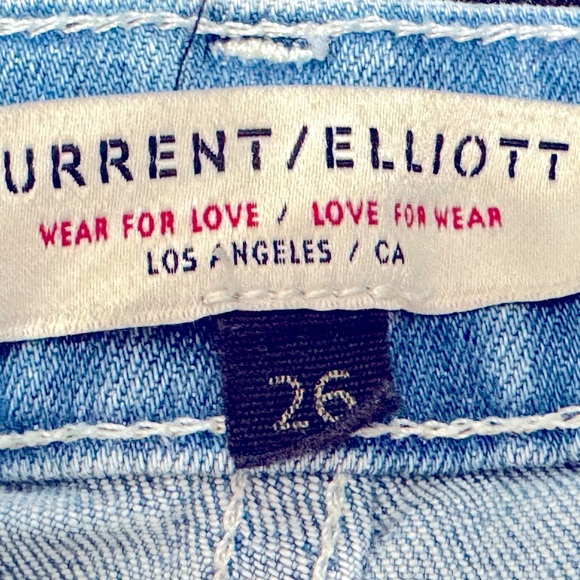 URRENT/ELLIOTT
WEAR FOR LOVE / LOVE FOR WEAR
LOS ANGELES / CA
26